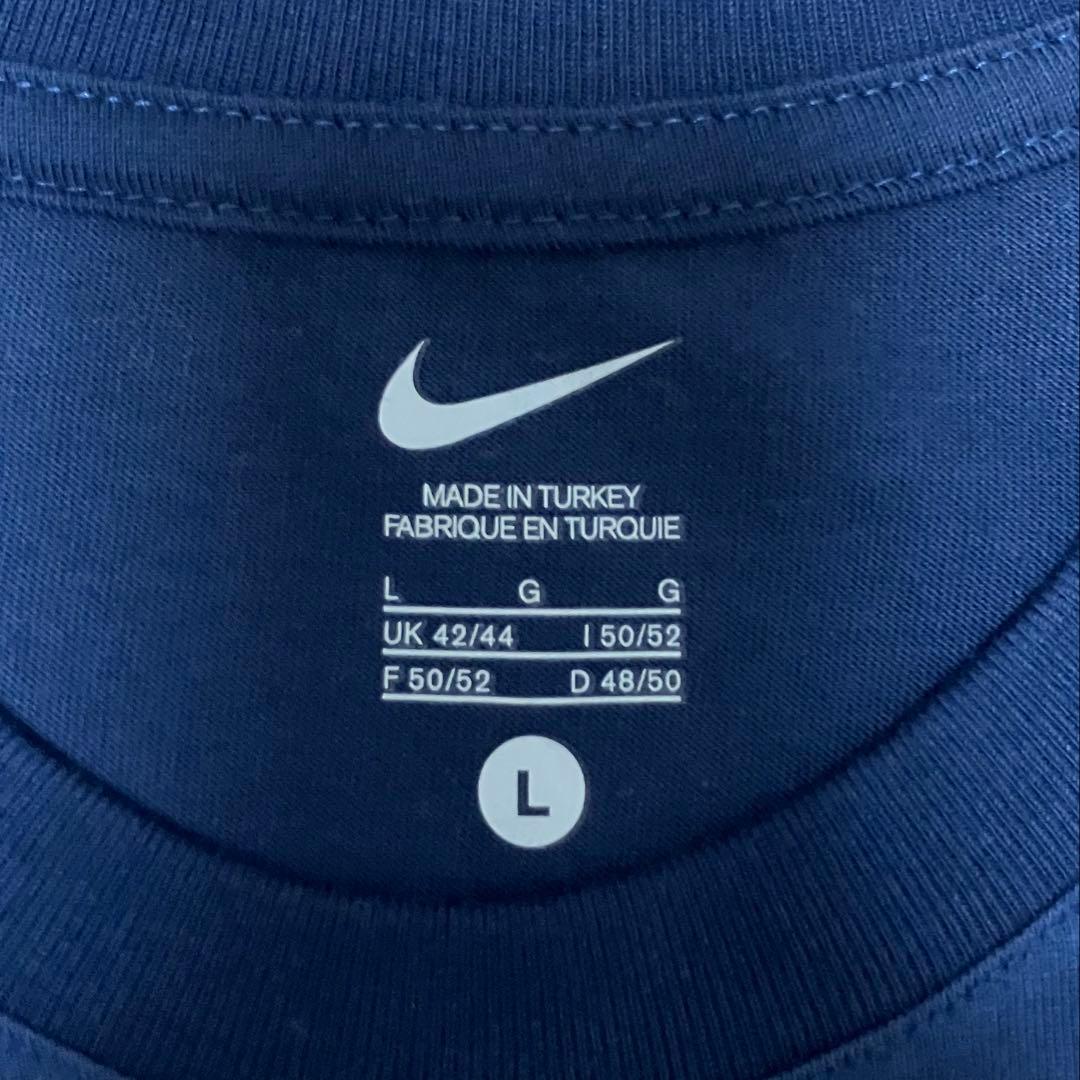 MADE IN TURKEY
FABRIQUE EN TURQUIE
L G G
UK 42/44 I 50/52
F 50/52 D 48/50
L